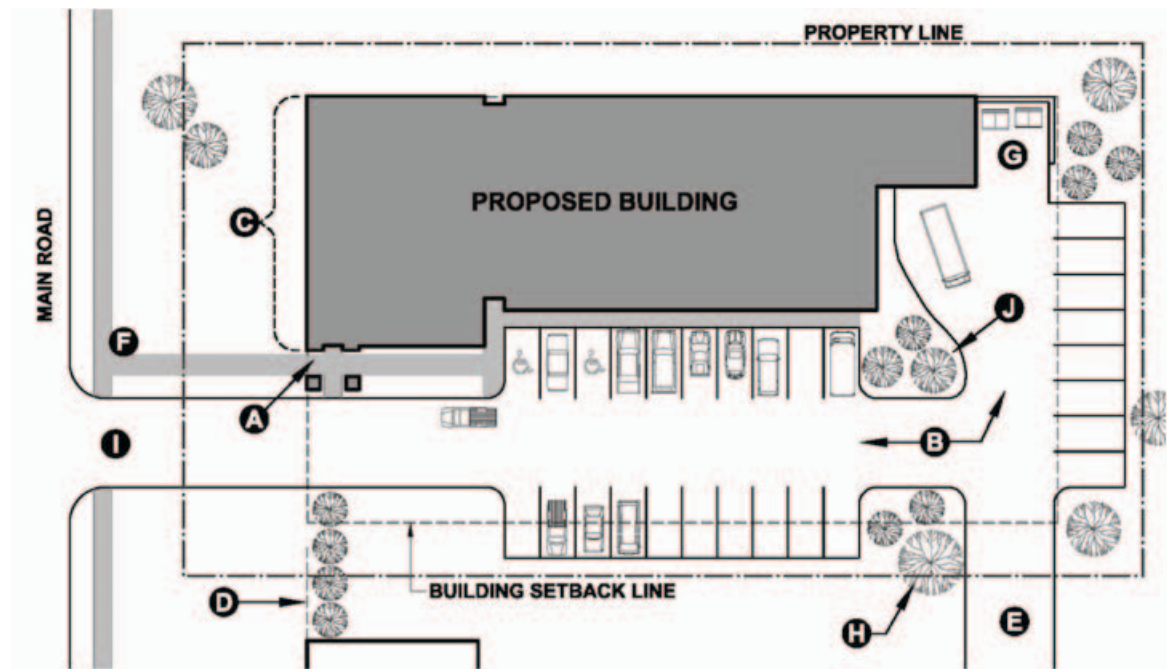 PROPERTY LINE
G
PROPOSED BUILDING
C
MAIN ROAD
J
F
A
I
B
BUILDING SETBACK LINE
D
H
E